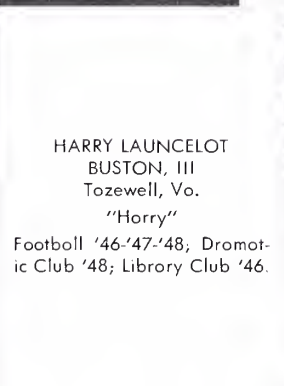 HARRY LAUNCELOT
BUSTON, III
Tozewell, Vo.
"Horry"
Footboll '46-'47-'48; Dromot-
ic Club '48; Librory Club '46.